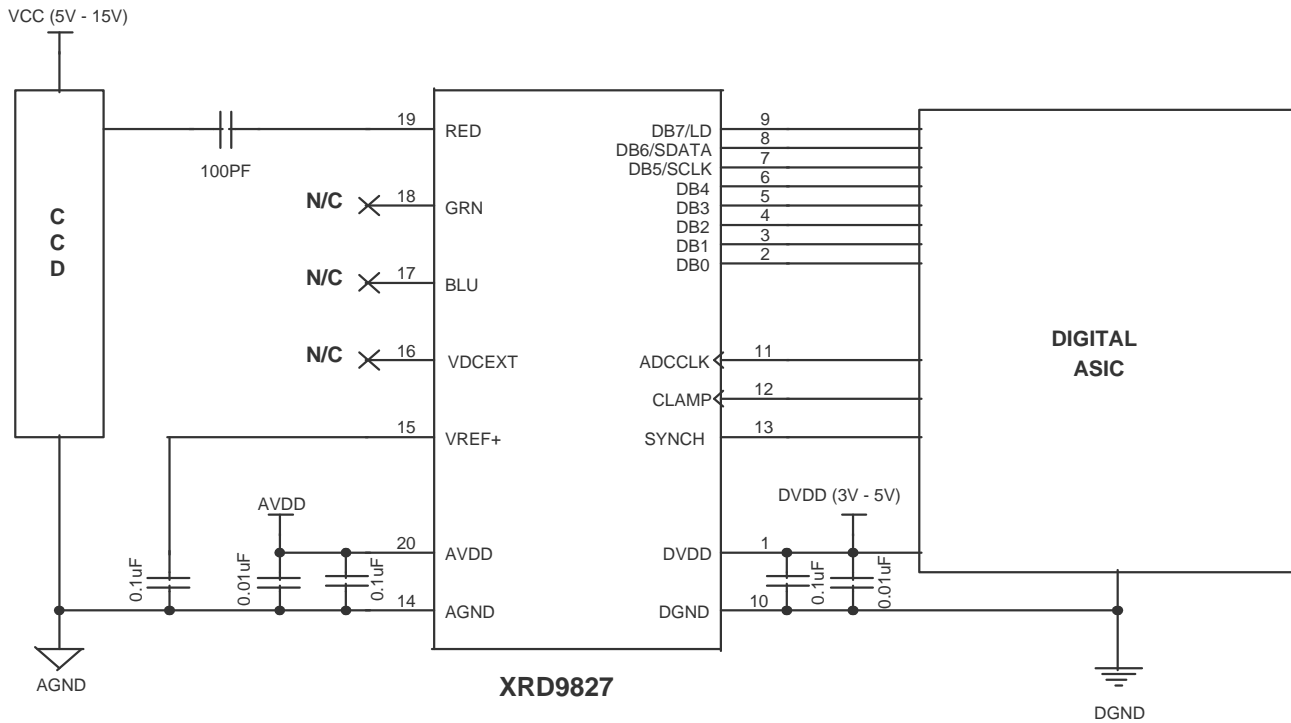 VCC (5V - 15V)
C
C
D
100PF
19
RED
N/C
18
GRN
N/C
17
BLU
N/C
16
VDCEXT
15
VREF+
AVDD
20
AVDD
0.1uF
0.01uF
0.1uF
14
AGND
AGND
XRD9827
DB7/LD
9
DB6/SDATA
8
DB5/SCLK
7
DB4
6
DB3
5
DB2
4
DB1
3
DB0
2
ADCCLK
11
CLAMP
12
SYNCH
13
DVDD (3V - 5V)
DVDD
1
0.1uF
0.01uF
DGND
10
DIGITAL
ASIC
DGND